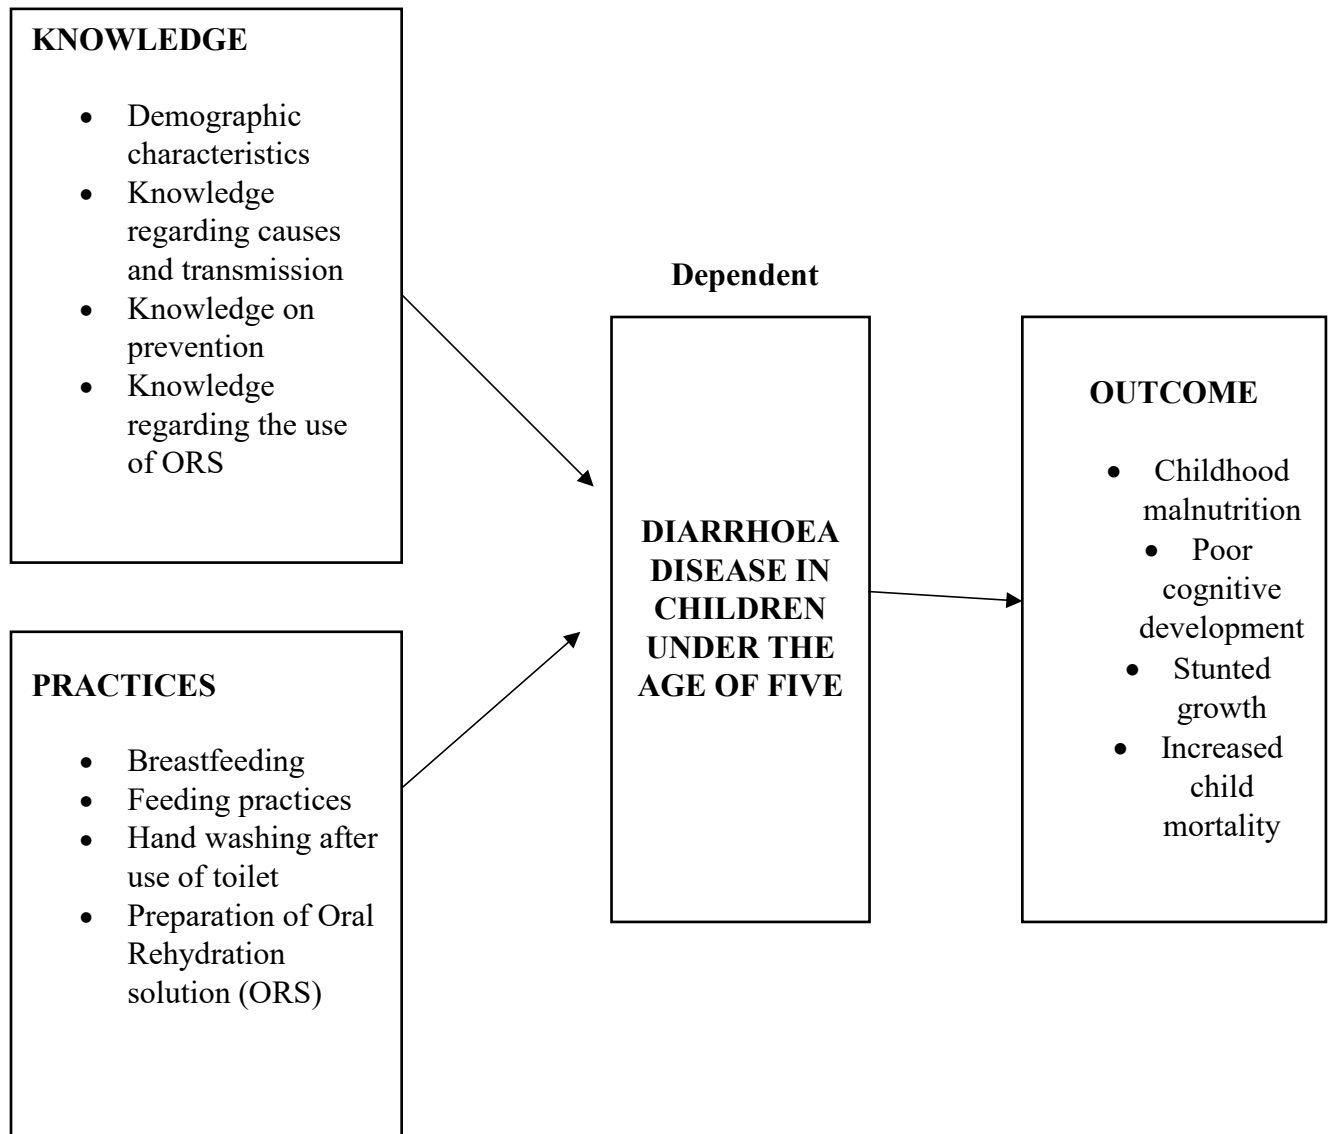 KNOWLEDGE
• Demographic
characteristics
• Knowledge
regarding causes
and transmission
• Knowledge on
prevention
• Knowledge
regarding the use
of ORS
PRACTICES
• Breastfeeding
• Feeding practices
• Hand washing after
use of toilet
• Preparation of Oral
Rehydration
solution (ORS)
Dependent
DIARRHOEA
DISEASE IN
CHILDREN
UNDER THE
AGE OF FIVE
OUTCOME
• Childhood
malnutrition
• Poor
cognitive
development
• Stunted
growth
• Increased
child
mortality